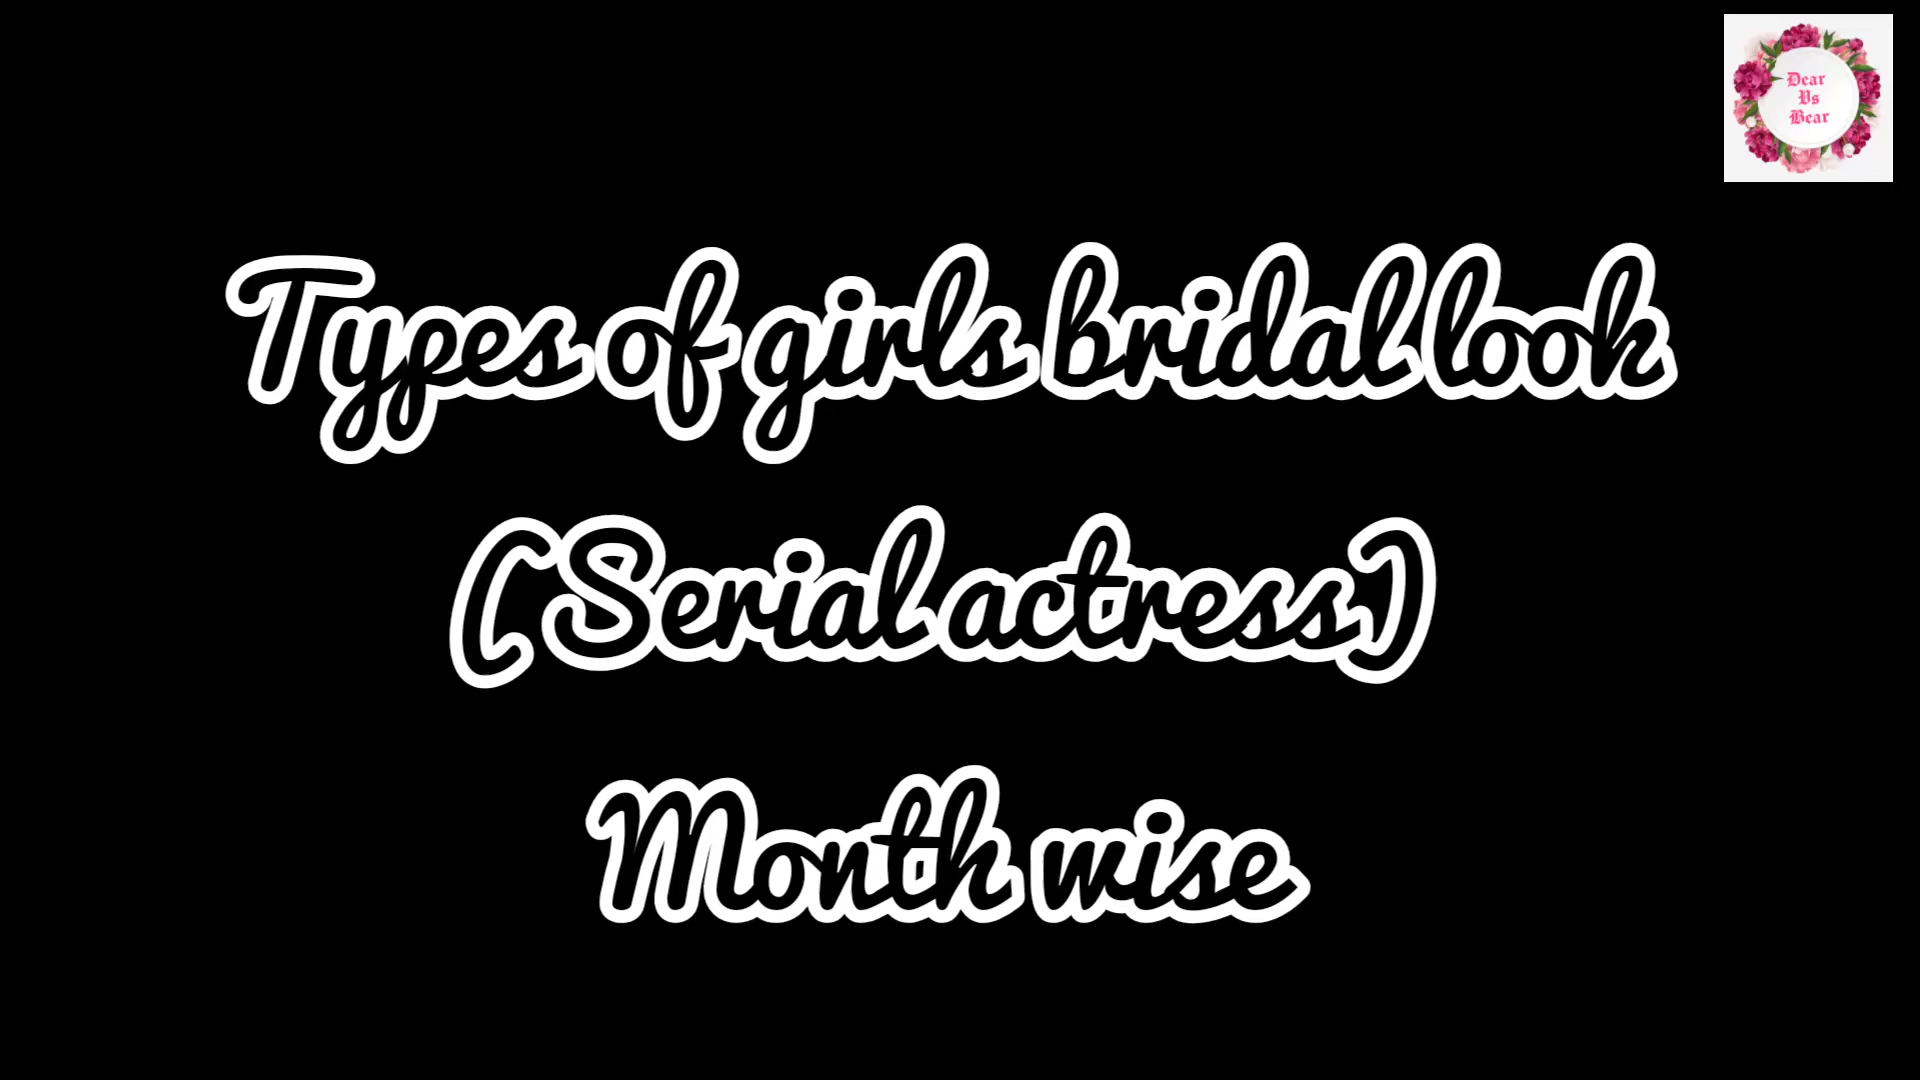 Dear
Vs
Bear
Types of girls bridal look
(Serial actress)
Month wise